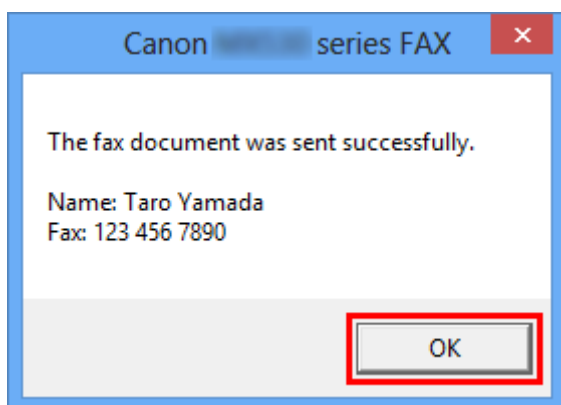 Canon series FAX
The fax document was sent successfully.
Name: Taro Yamada
Fax: 123 456 7890
OK